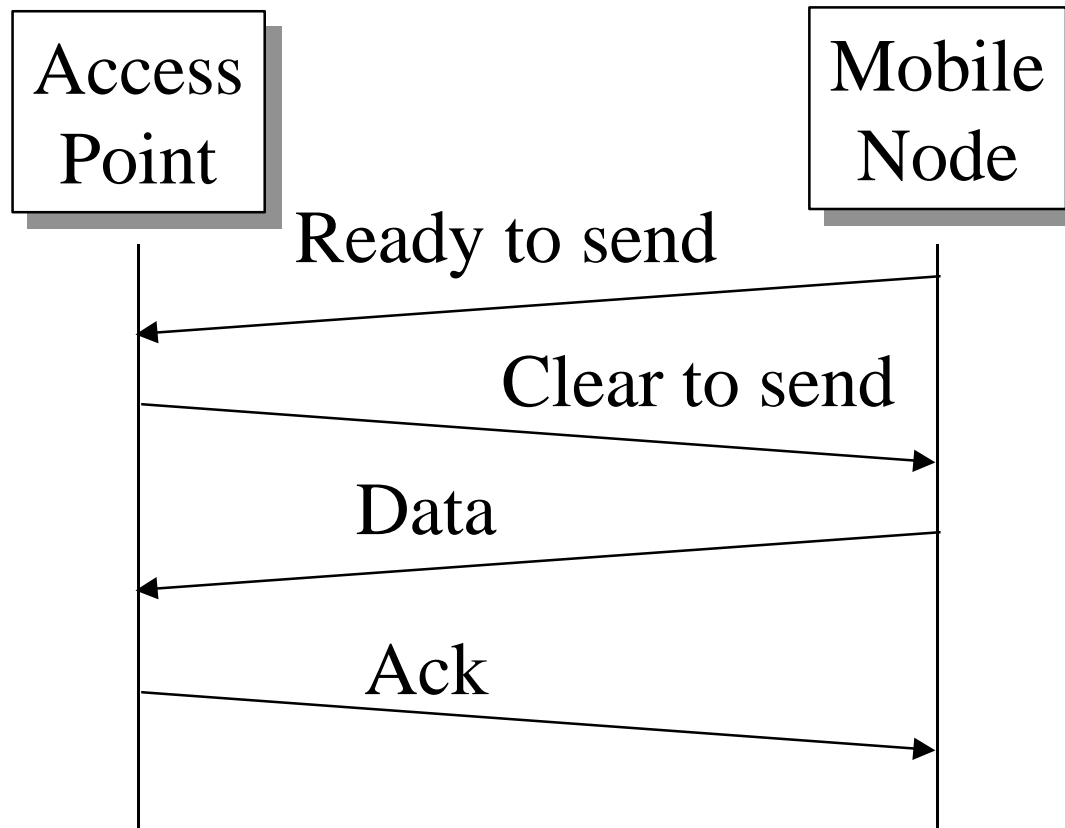 Access
Point
Mobile
Node
Ready to send
Clear to send
Data
Ack